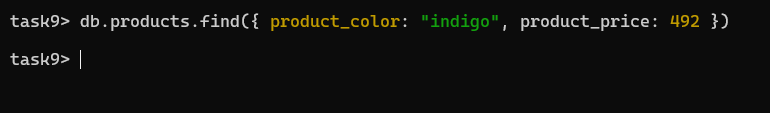 task9> db.products.find({ product_color: "indigo", product_price: 492 })
task9>